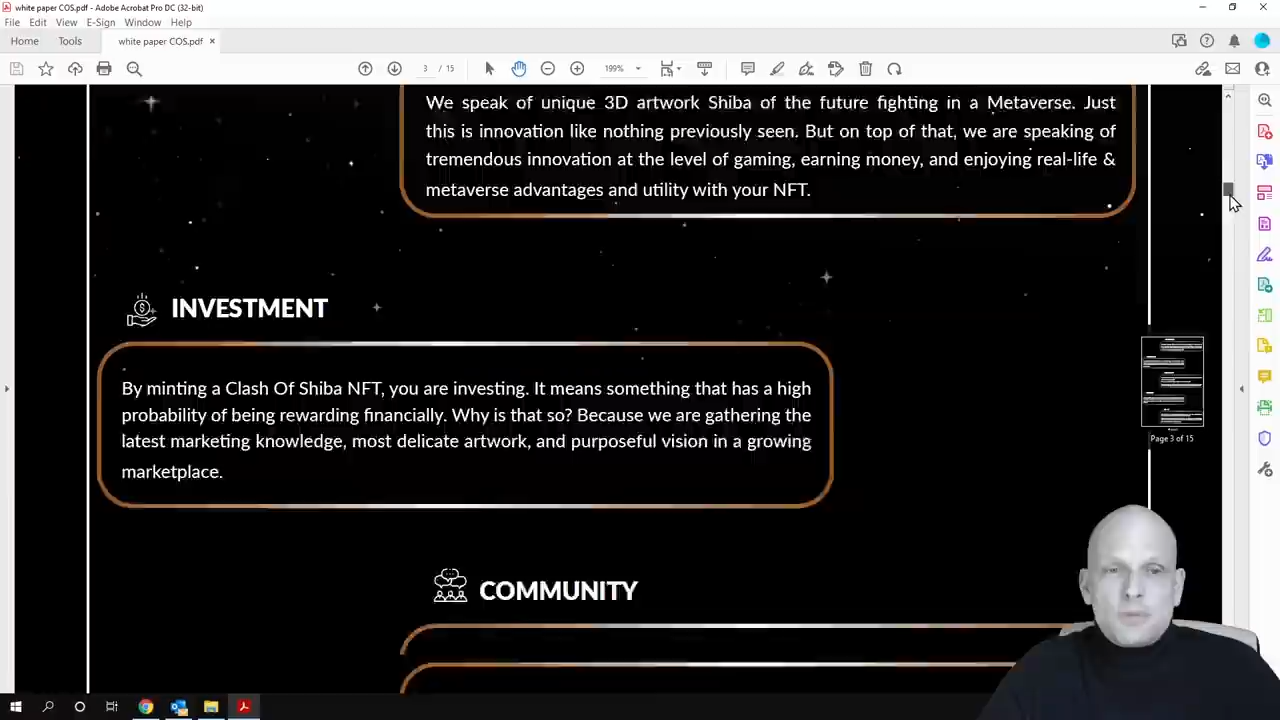 white paper COS.pdf - Adobe Acrobat Pro DC (32-bit)
File Edit View E-Sign Window Help
Home Tools white paper COS.pdf ×
3 / 15 199%
We speak of unique 3D artwork Shiba of the future fighting in a Metaverse. Just
this is innovation like nothing previously seen. But on top of that, we are speaking of
tremendous innovation at the level of gaming, earning money, and enjoying real-life &
metaverse advantages and utility with your NFT.
INVESTMENT
By minting a Clash Of Shiba NFT, you are investing. It means something that has a high
probability of being rewarding financially. Why is that so? Because we are gathering the
latest marketing knowledge, most delicate artwork, and purposeful vision in a growing
marketplace.
Page 3 of 15
COMMUNITY